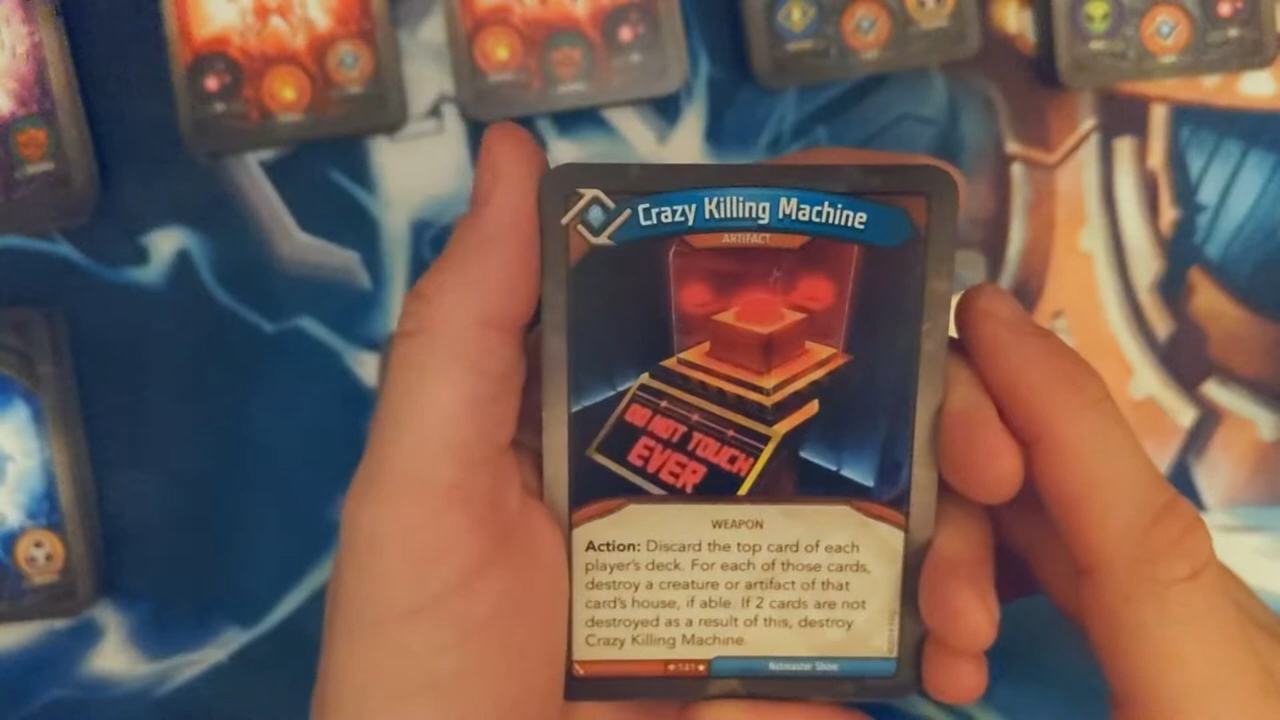 Crazy Killing Machine
ARTIFACT
DO NOT TOUCH
EVER
WEAPON
Action: Discard the top card of each
player's deck. For each of those cards,
destroy a creature or artifact of that
card's house, if able. If 2 cards are not
destroyed as a result of this, destroy
Crazy Killing Machine.
141